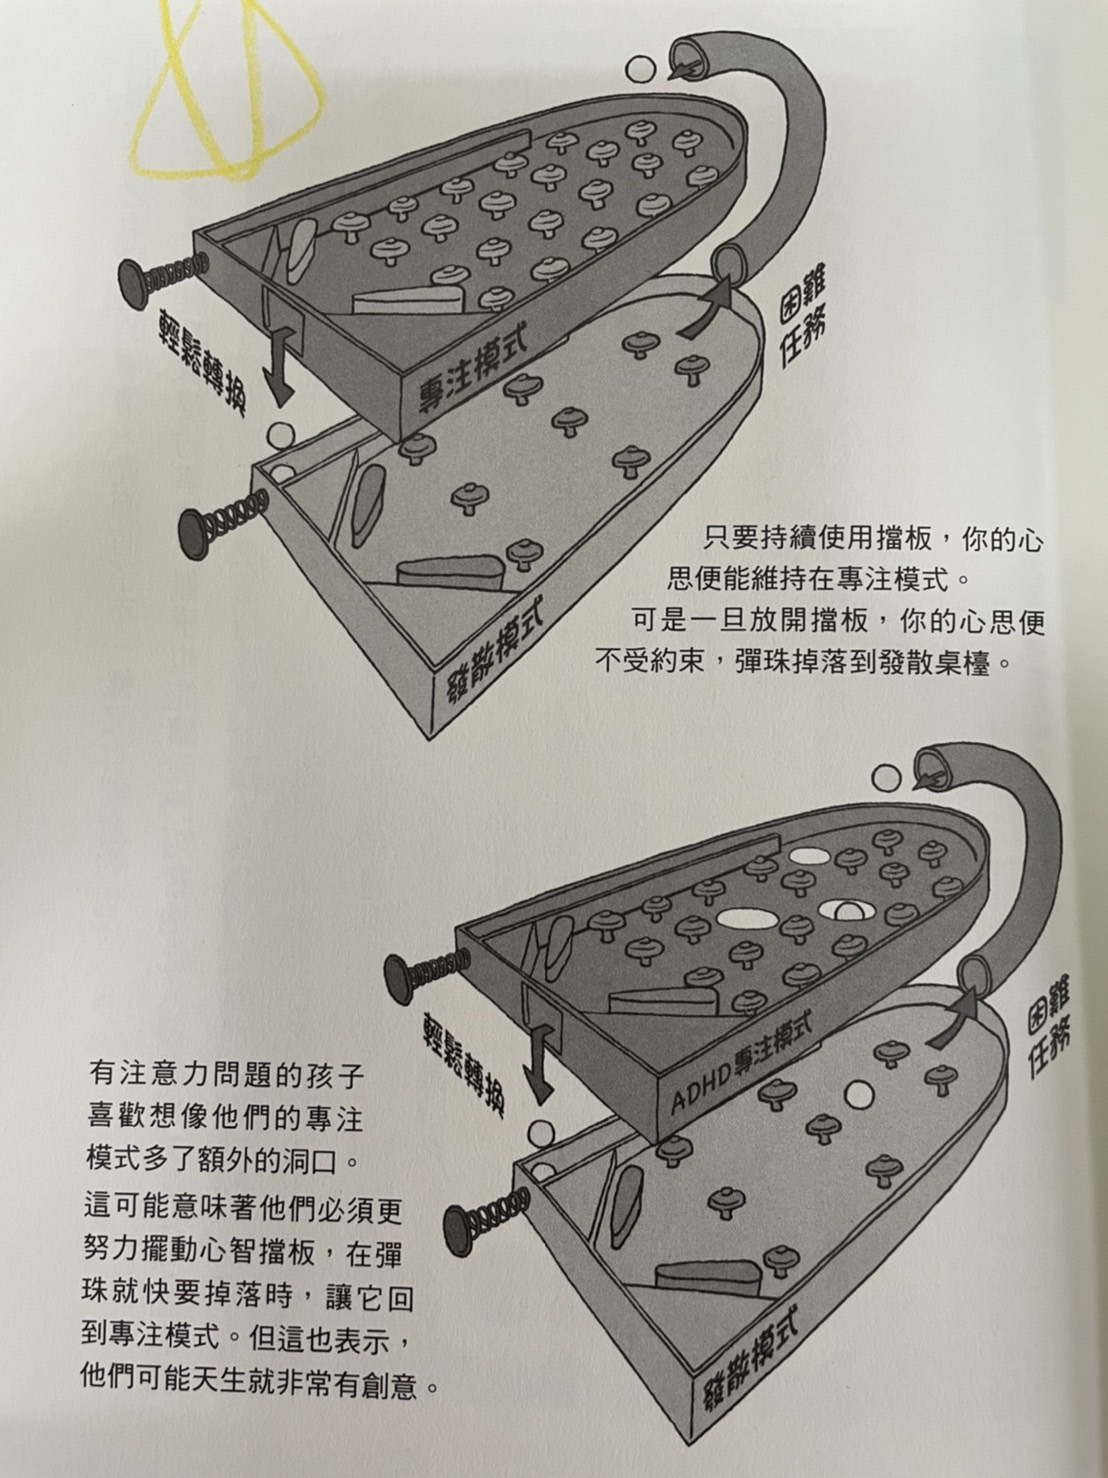 困難
任務
輕鬆轉換
專注模式
發散模式
只要持續使用擋板，你的心
思便能維持在專注模式。
可是一旦放開擋板，你的心思便
不受約束，彈珠掉落到發散桌檯。
困難
任務
輕鬆轉換
ADHD專注模式
發散模式
有注意力問題的孩子
喜歡想像他們的專注
模式多了額外的洞口。
這可能意味著他們必須更
努力擺動心智擋板，在彈
珠就快要掉落時，讓它回
到專注模式。但這也表示，
他們可能天生就非常有創意。